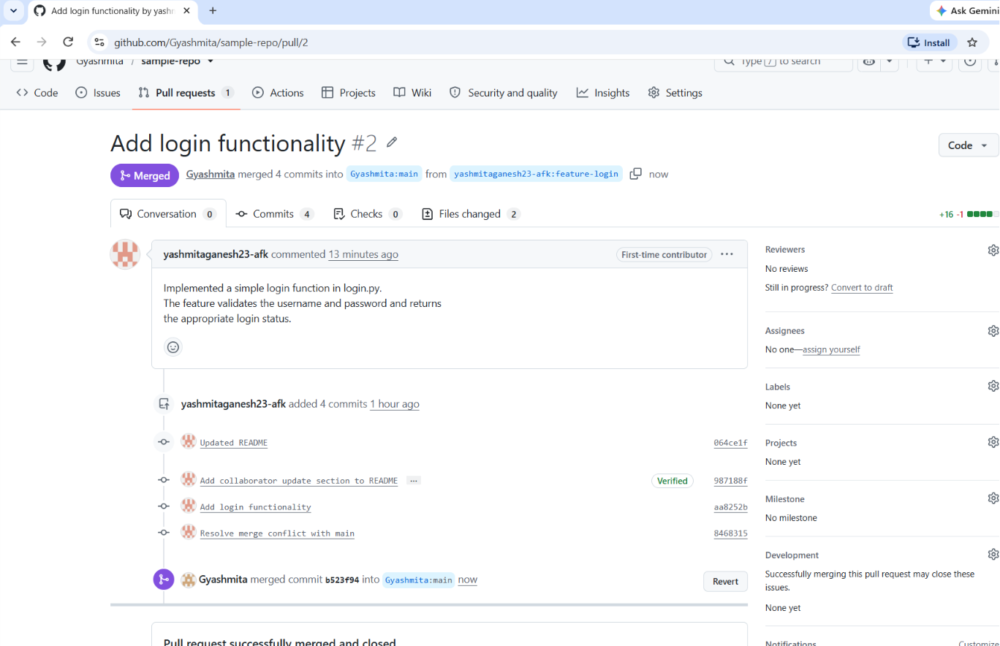 Add login functionality by yashm
Ask Gemini
github.com/Gyashmita/sample-repo/pull/2
Install
Gyashmita / sample-repo
Type / to search
Code Issues Pull requests 1 Actions Projects Wiki Security and quality Insights Settings
Add login functionality #2
Code
Merged Gyashmita merged 4 commits into Gyashmita:main from yashmitaganesh23-afk:feature-login now
Conversation 0 Commits 4 Checks 0 Files changed 2
+16 -1
yashmitaganesh23-afk commented 13 minutes ago First-time contributor ...
Implemented a simple login function in login.py.
The feature validates the username and password and returns
the appropriate login status.
yashmitaganesh23-afk added 4 commits 1 hour ago
Updated README 064ce1f
Add collaborator update section to README ... Verified 987188f
Add login functionality aa8252b
Resolve merge conflict with main 8468315
Gyashmita merged commit b523f94 into Gyashmita:main now Revert
Pull request successfully merged and closed
Reviewers
No reviews
Still in progress? Convert to draft
Assignees
No one—assign yourself
Labels
None yet
Projects
None yet
Milestone
No milestone
Development
Successfully merging this pull request may close these
issues.
None yet
Notifications Customize